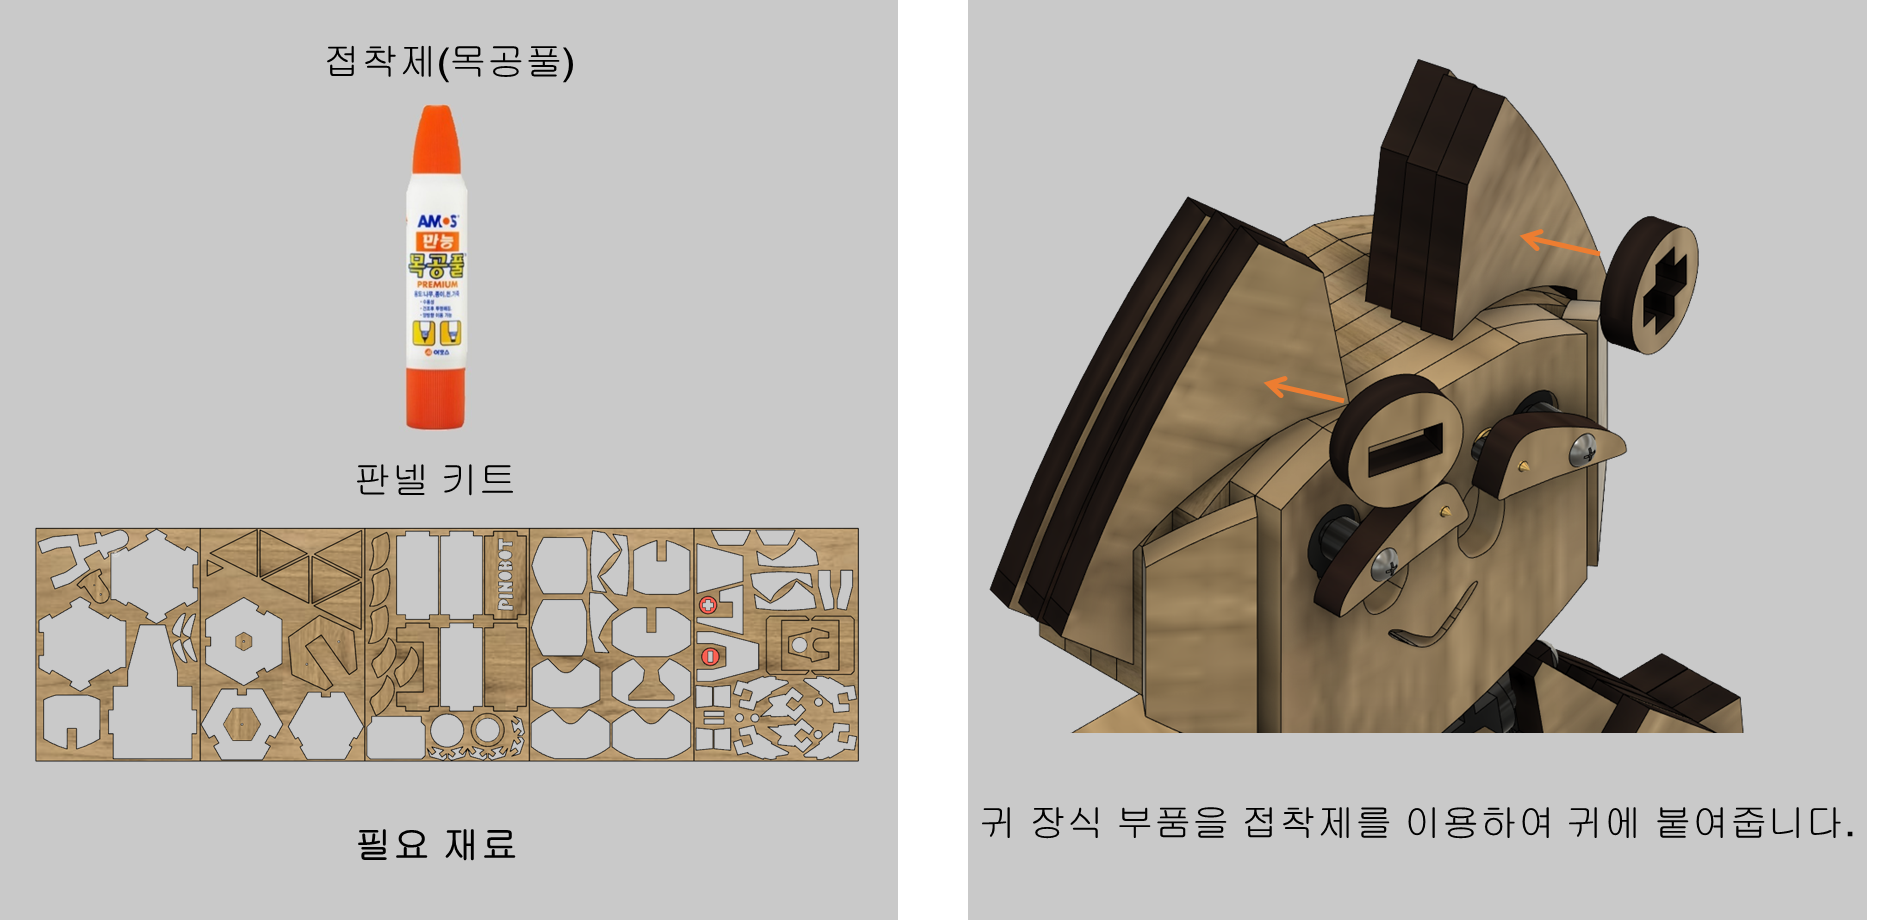 접착제(목공풀)
AMOS
만능
목공풀
PREMIUM
판넬 키트
PINOBOT
필요 재료
귀 장식 부품을 접착제를 이용하여 귀에 붙여줍니다.